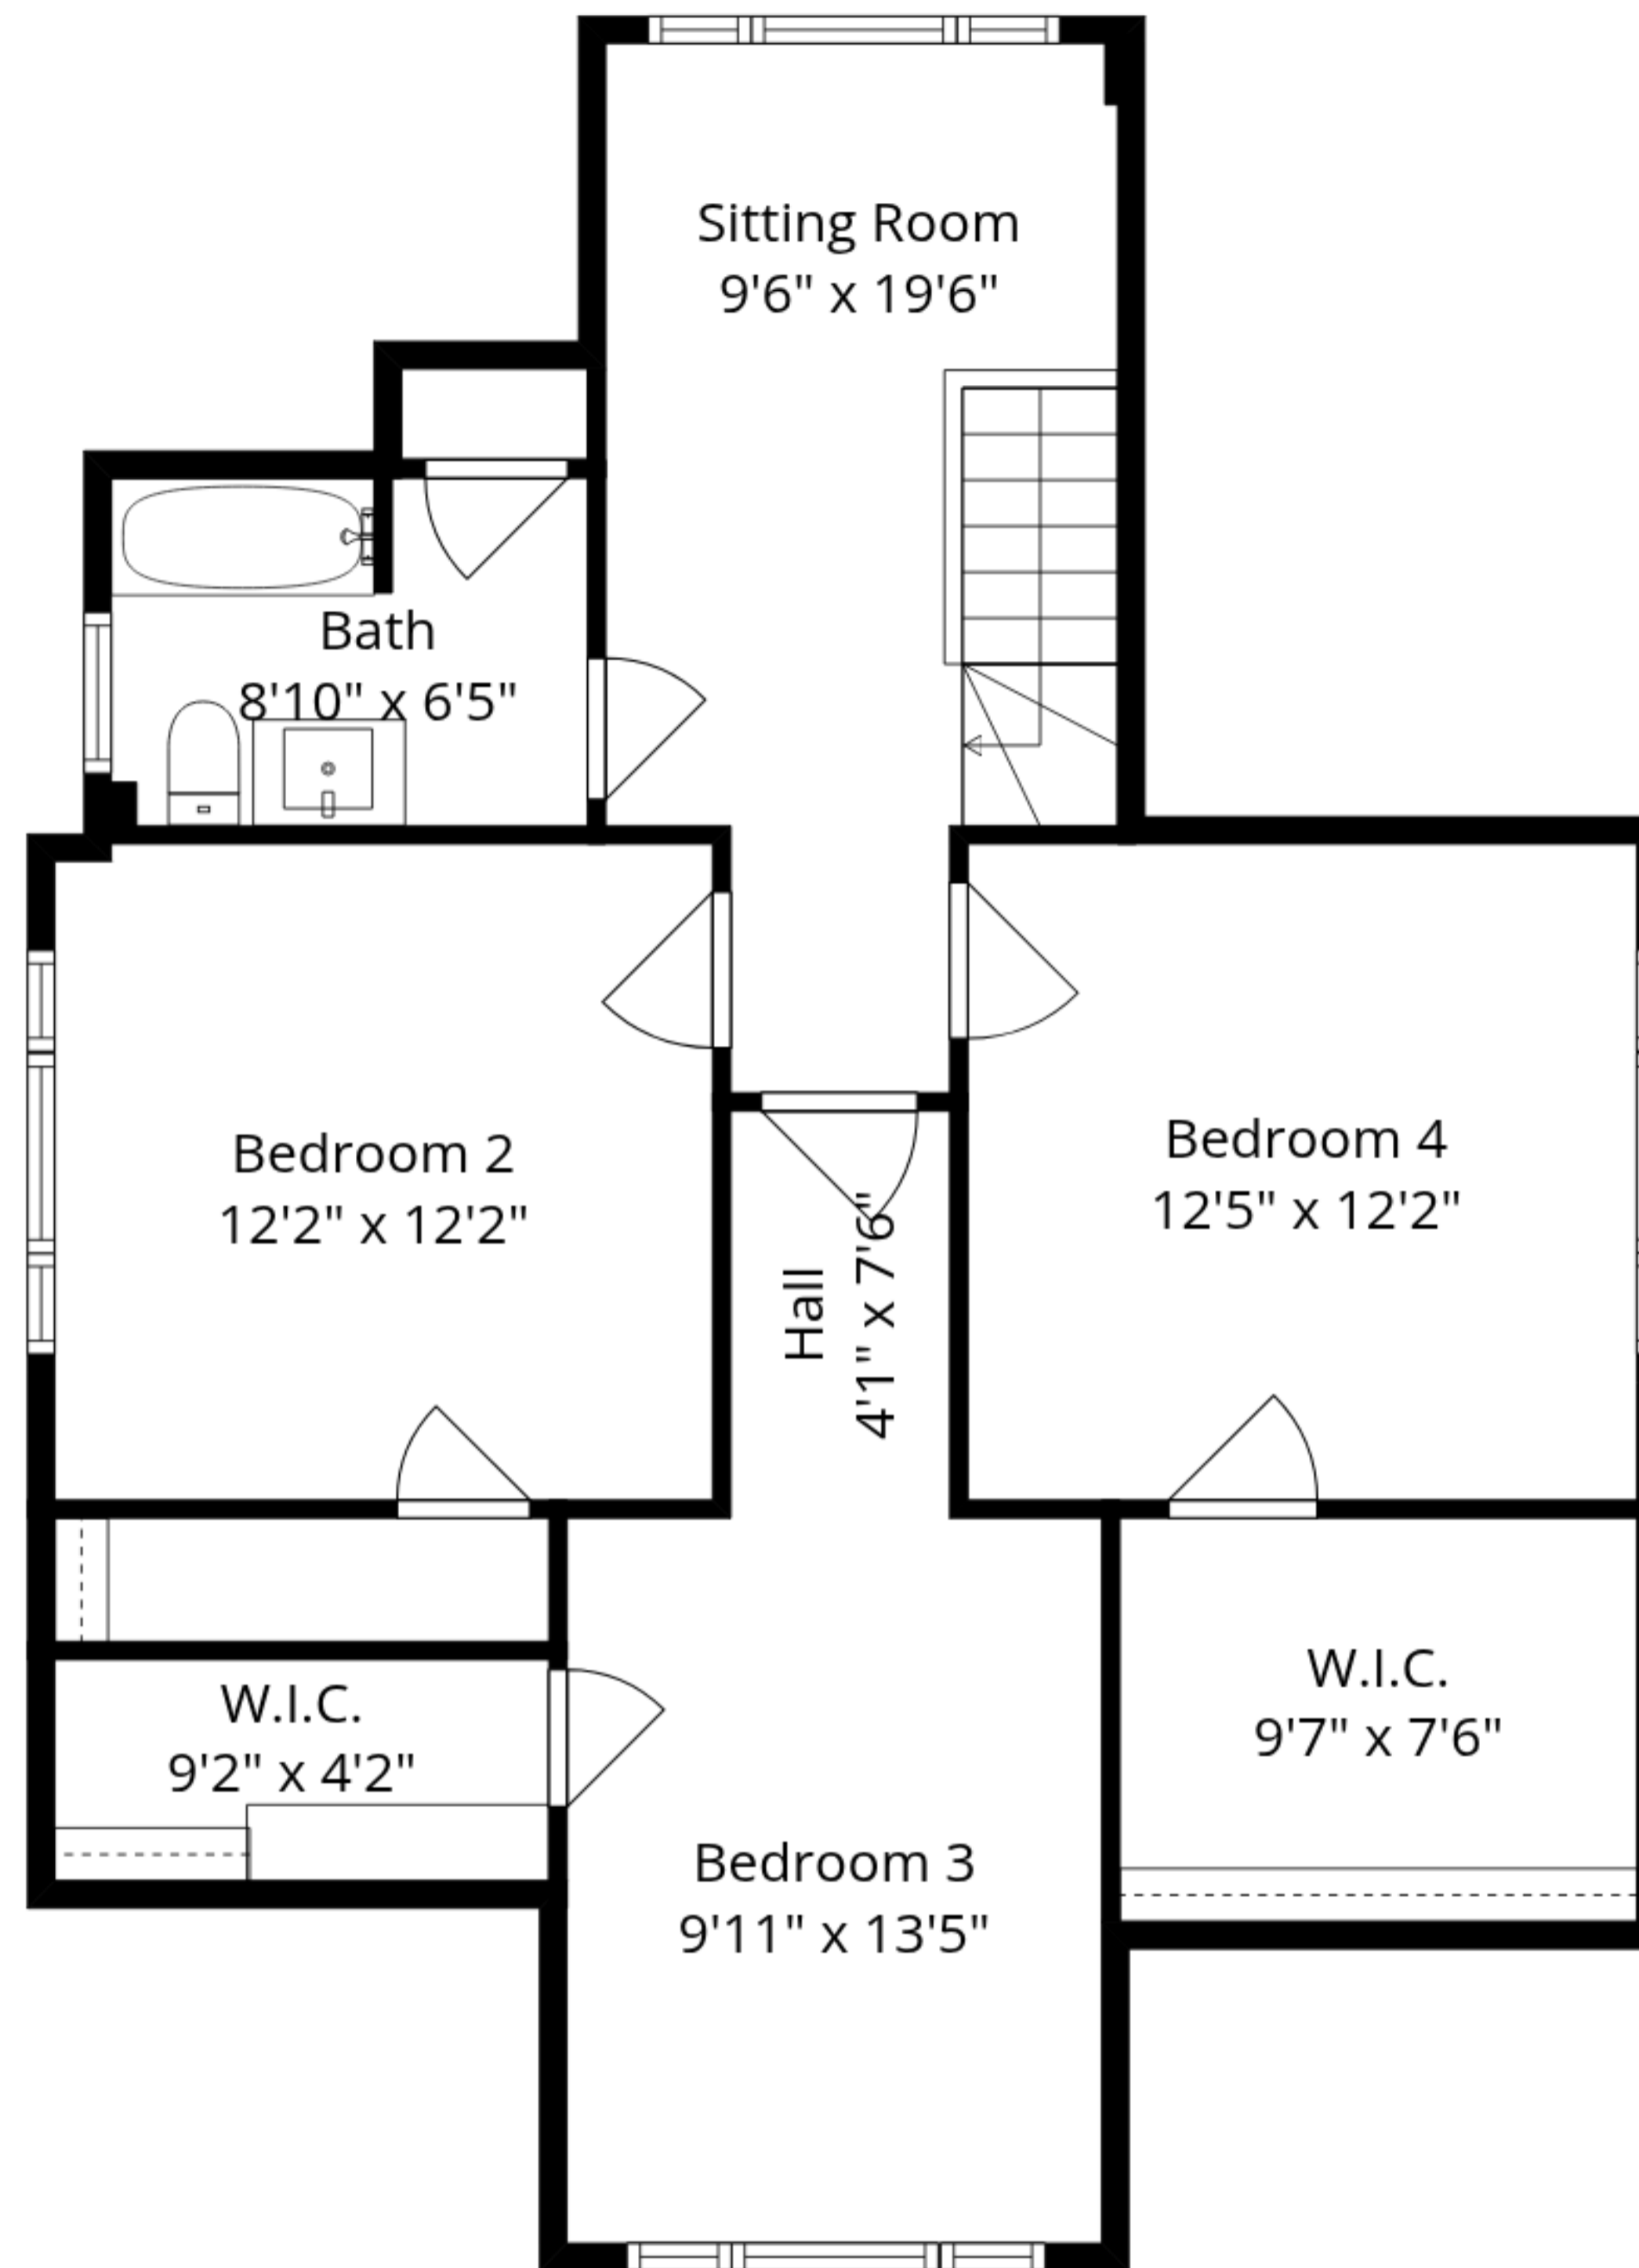 Sitting Room
9'6" x 19'6"
Bath
8'10" x 6'5"
Bedroom 2
12'2" x 12'2"
Bedroom 4
12'5" x 12'2"
Hall
4'1" x 7'6"
W.I.C.
9'2" x 4'2"
W.I.C.
9'7" x 7'6"
Bedroom 3
9'11" x 13'5"